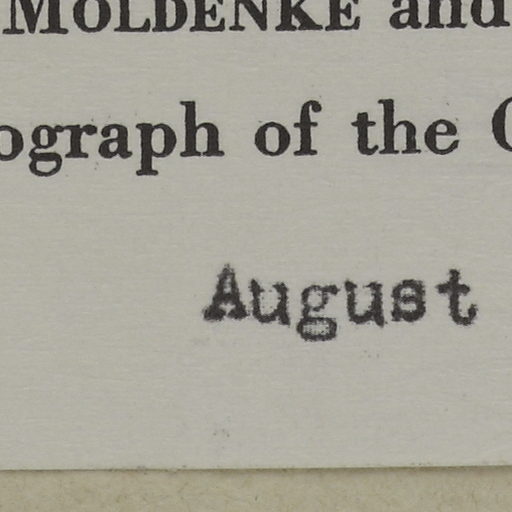 MOLDENKE and
ograph of the
August